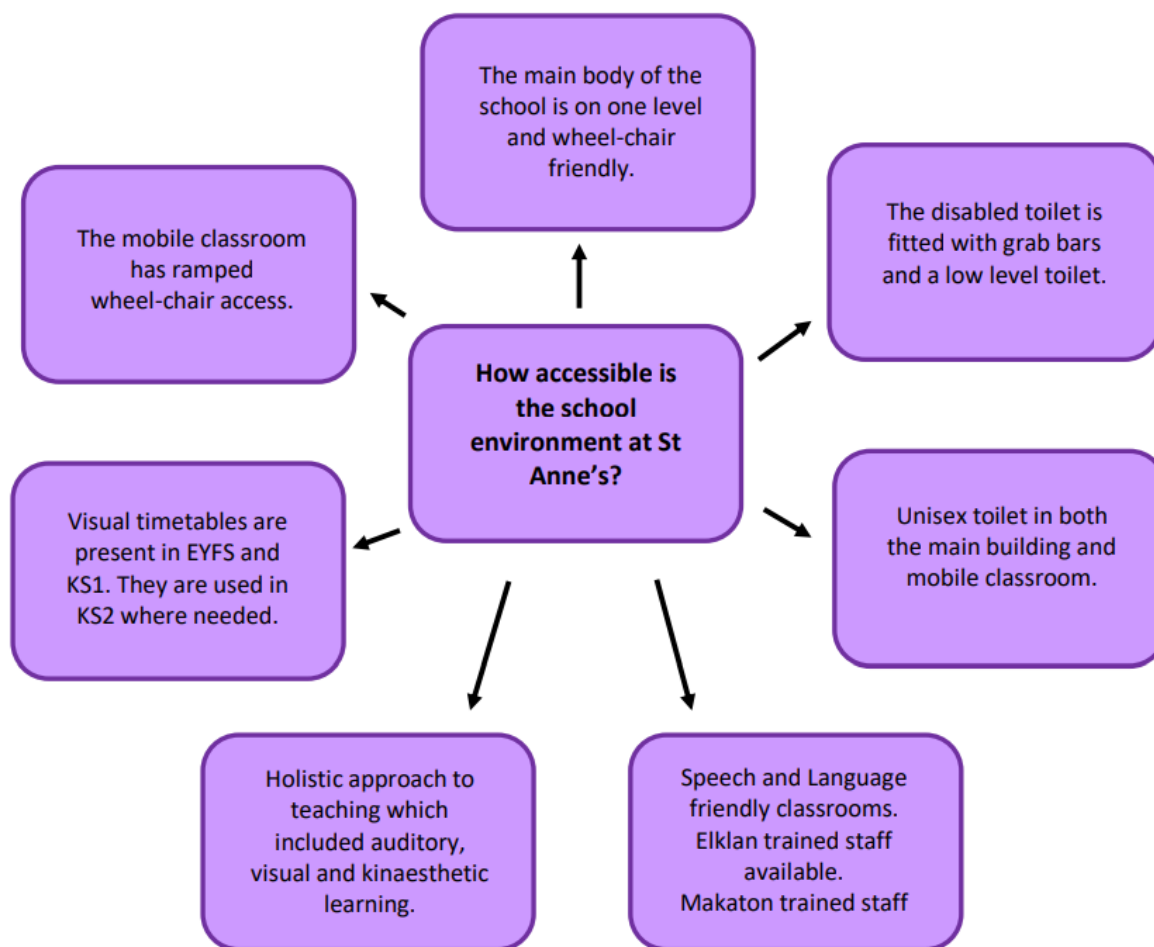 The main body of the
school is on one level
and wheel-chair
friendly.
The mobile classroom
has ramped
wheel-chair access.
The disabled toilet is
fitted with grab bars
and a low level toilet.
How accessible is
the school
environment at St
Anne’s?
Visual timetables are
present in EYFS and
KS1. They are used in
KS2 where needed.
Unisex toilet in both
the main building and
mobile classroom.
Holistic approach to
teaching which
included auditory,
visual and kinaesthetic
learning.
Speech and Language
friendly classrooms.
Elklan trained staff
available.
Makaton trained staff